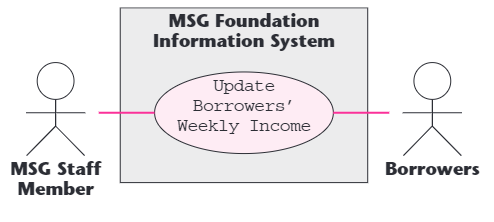 MSG Foundation
Information System
Update
Borrowers’
Weekly Income
MSG Staff
Member
Borrowers